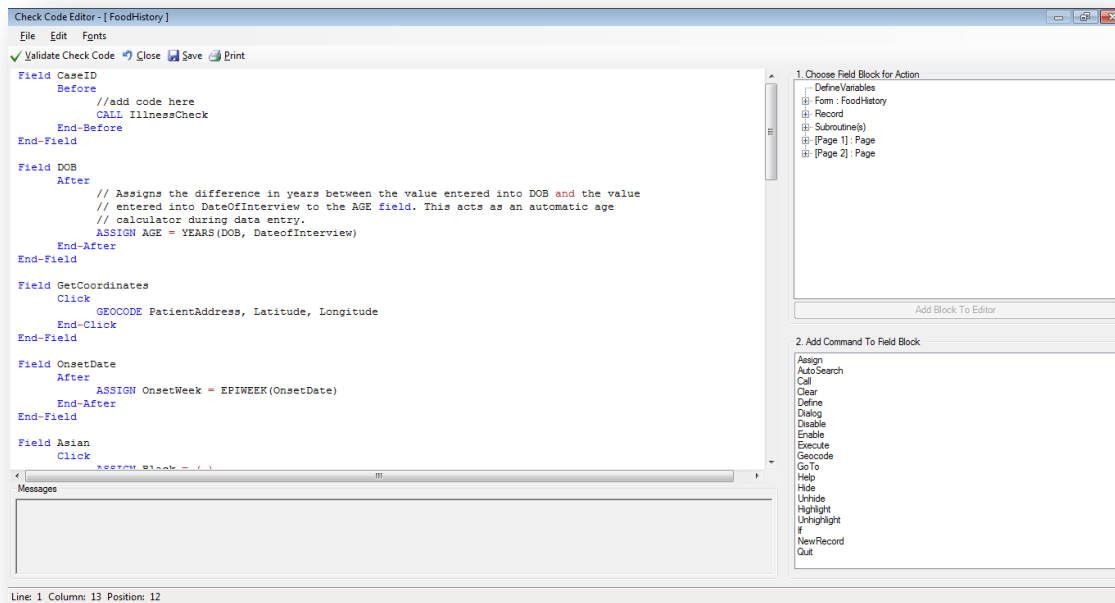 Check Code Editor - [ FoodHistory ]
File Edit Fonts
Validate Check Code Close Save Print
Field CaseID
Before
//add code here
CALL IllnessCheck
End-Before
End-Field
Field DOB
After
// Assigns the difference in years between the value entered into DOB and the value
// entered into DateOfInterview to the AGE field. This acts as an automatic age
// calculator during data entry.
ASSIGN AGE = YEARS(DOB, DateofInterview)
End-After
End-Field
Field GetCoordinates
Click
GEOCODE PatientAddress, Latitude, Longitude
End-Click
End-Field
Field OnsetDate
After
ASSIGN OnsetWeek = EPIWEEK(OnsetDate)
End-After
End-Field
Field Asian
Click
ASSIGN Black = (.)
Messages
1. Choose Field Block for Action
DefineVariables
Form : FoodHistory
Record
Subroutine(s)
[Page 1] : Page
[Page 2] : Page
Add Block To Editor
2. Add Command To Field Block
Assign
AutoSearch
Call
Clear
Define
Dialog
Disable
Enable
Execute
Geocode
GoTo
Help
Hide
Unhide
Highlight
Unhighlight
If
NewRecord
Quit
Line: 1 Column: 13 Position: 12